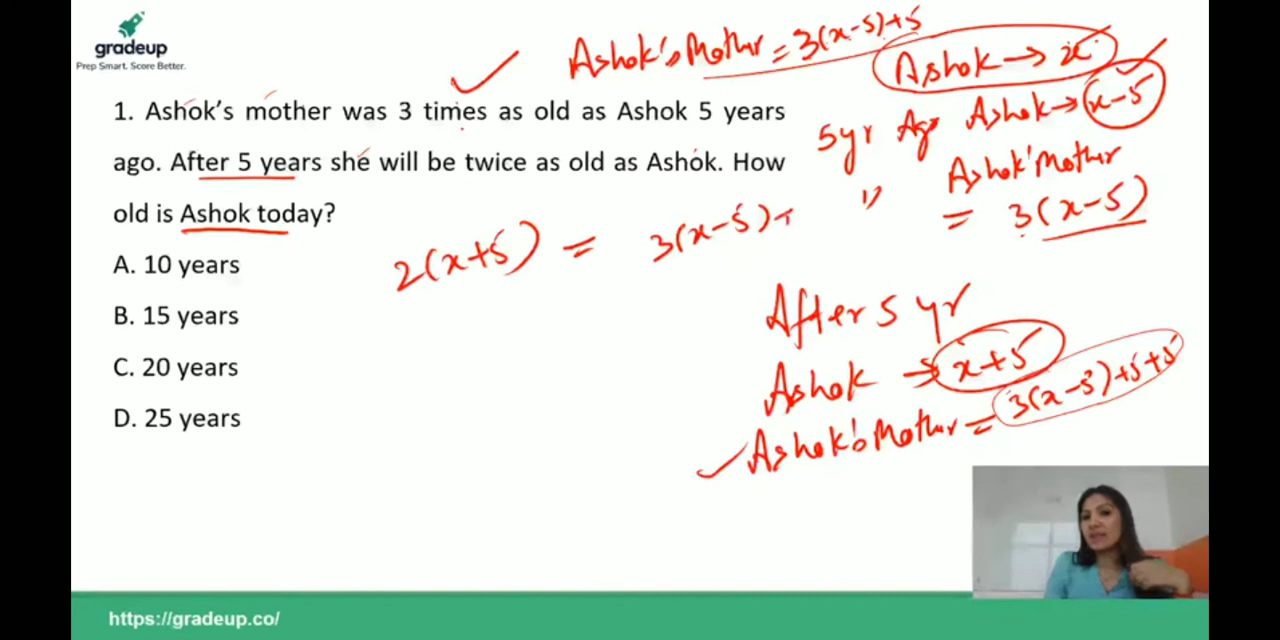 gradeup
Prep Smart. Score Better.
Ashok's Mother = 3(x-5)+5
Ashok → x
1. Ashok's mother was 3 times as old as Ashok 5 years
ago. After 5 years she will be twice as old as Ashok. How
old is Ashok today?
5yr Ago Ashok → x-5
" Ashok' Mother
= 3(x-5)
2(x+5) = 3(x-5)+
A. 10 years
B. 15 years
C. 20 years
D. 25 years
After 5 yr
Ashok → x+5
Ashok's Mother = 3(x-5)+5+5
https://gradeup.co/